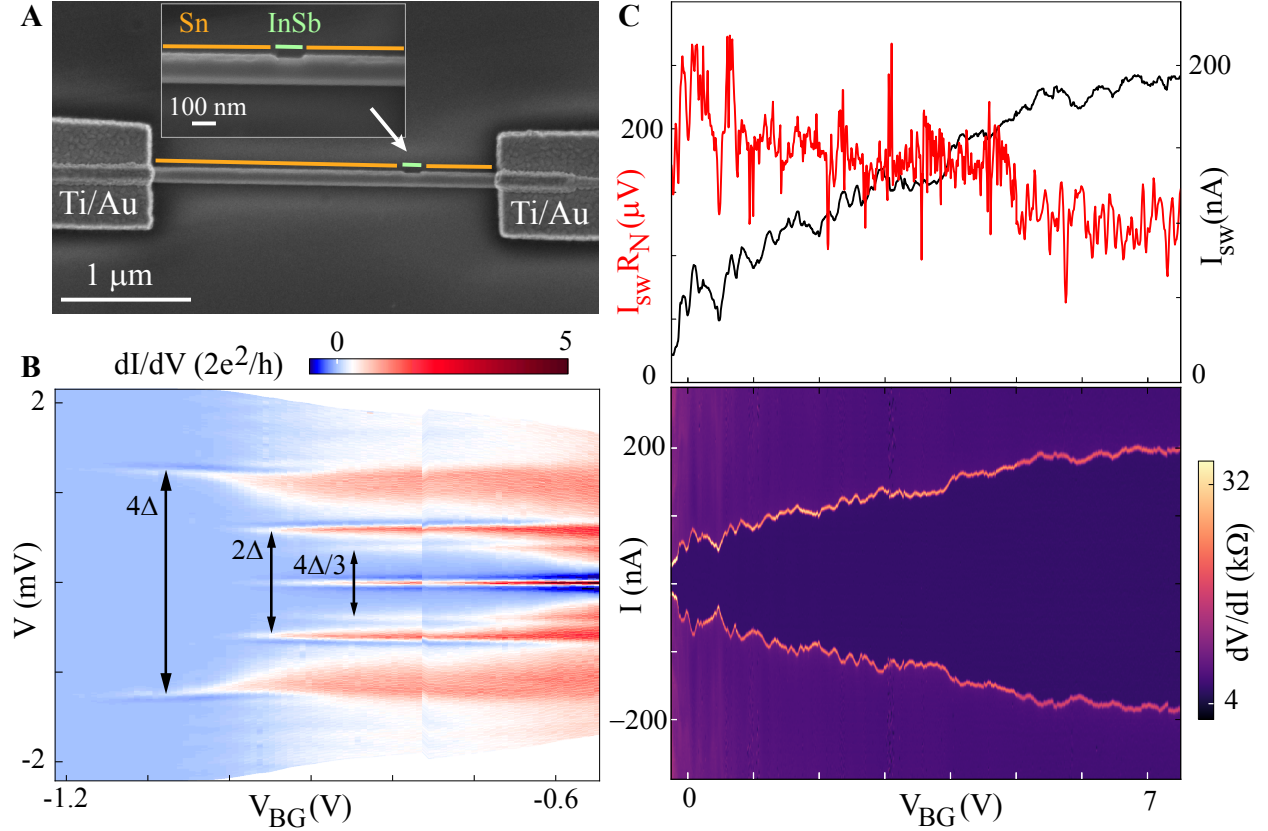 A
Sn InSb
100 nm
Ti/Au
Ti/Au
1 μm
B
dI/dV (2e²/h)
0
5
2
V (mV)
-2
4Δ
2Δ
4Δ/3
-1.2
V_BG(V)
-0.6
C
I_sw R_N (μV)
200
0
200
I_sw (nA)
0
200
I (nA)
−200
0
V_BG(V)
7
32
dV/dI (kΩ)
4